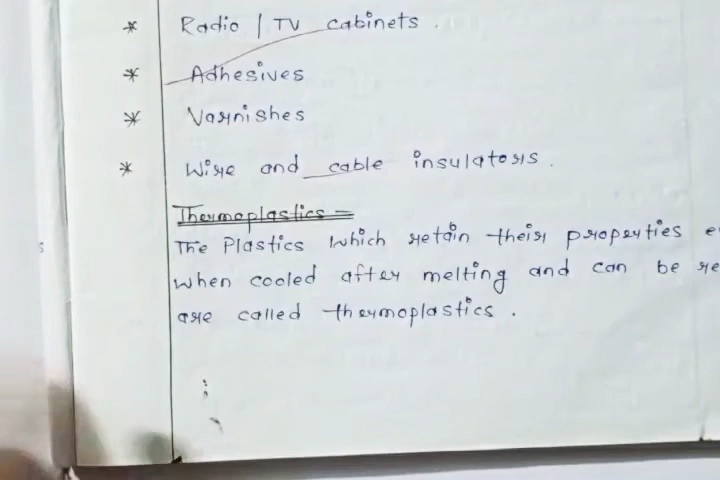 * Radio / TV cabinets .
* Adhesives
* Varnishes
* Wire and cable insulators .
Thermoplastics =
The Plastics which retain their properties
when cooled after melting and can be
are called thermoplastics .